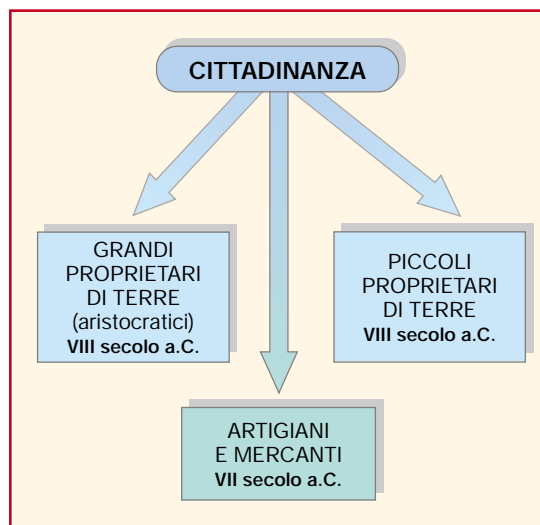 CITTADINANZA
GRANDI
PROPRIETARI
DI TERRE
(aristocratici)
VIII secolo a.C.
PICCOLI
PROPRIETARI
DI TERRE
VIII secolo a.C.
ARTIGIANI
E MERCANTI
VII secolo a.C.